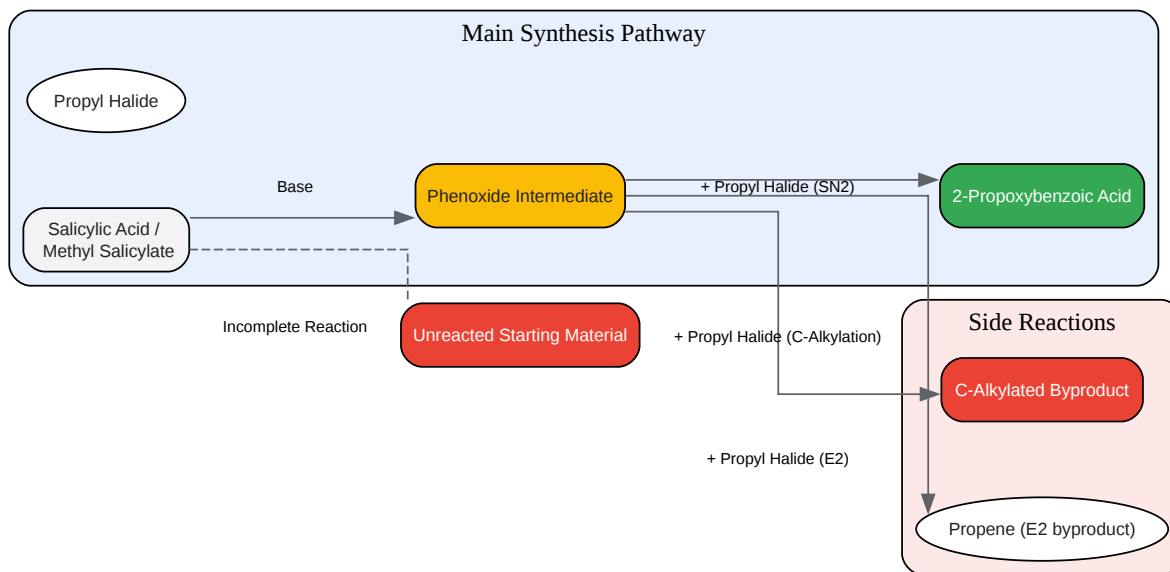 Main Synthesis Pathway
Propyl Halide
Base
Phenoxide Intermediate
+ Propyl Halide (SN2)
2-Propoxybenzoic Acid
Salicylic Acid /
Methyl Salicylate
Incomplete Reaction
Unreacted Starting Material
+ Propyl Halide (C-Alkylation)
Side Reactions
C-Alkylated Byproduct
+ Propyl Halide (E2)
Propene (E2 byproduct)